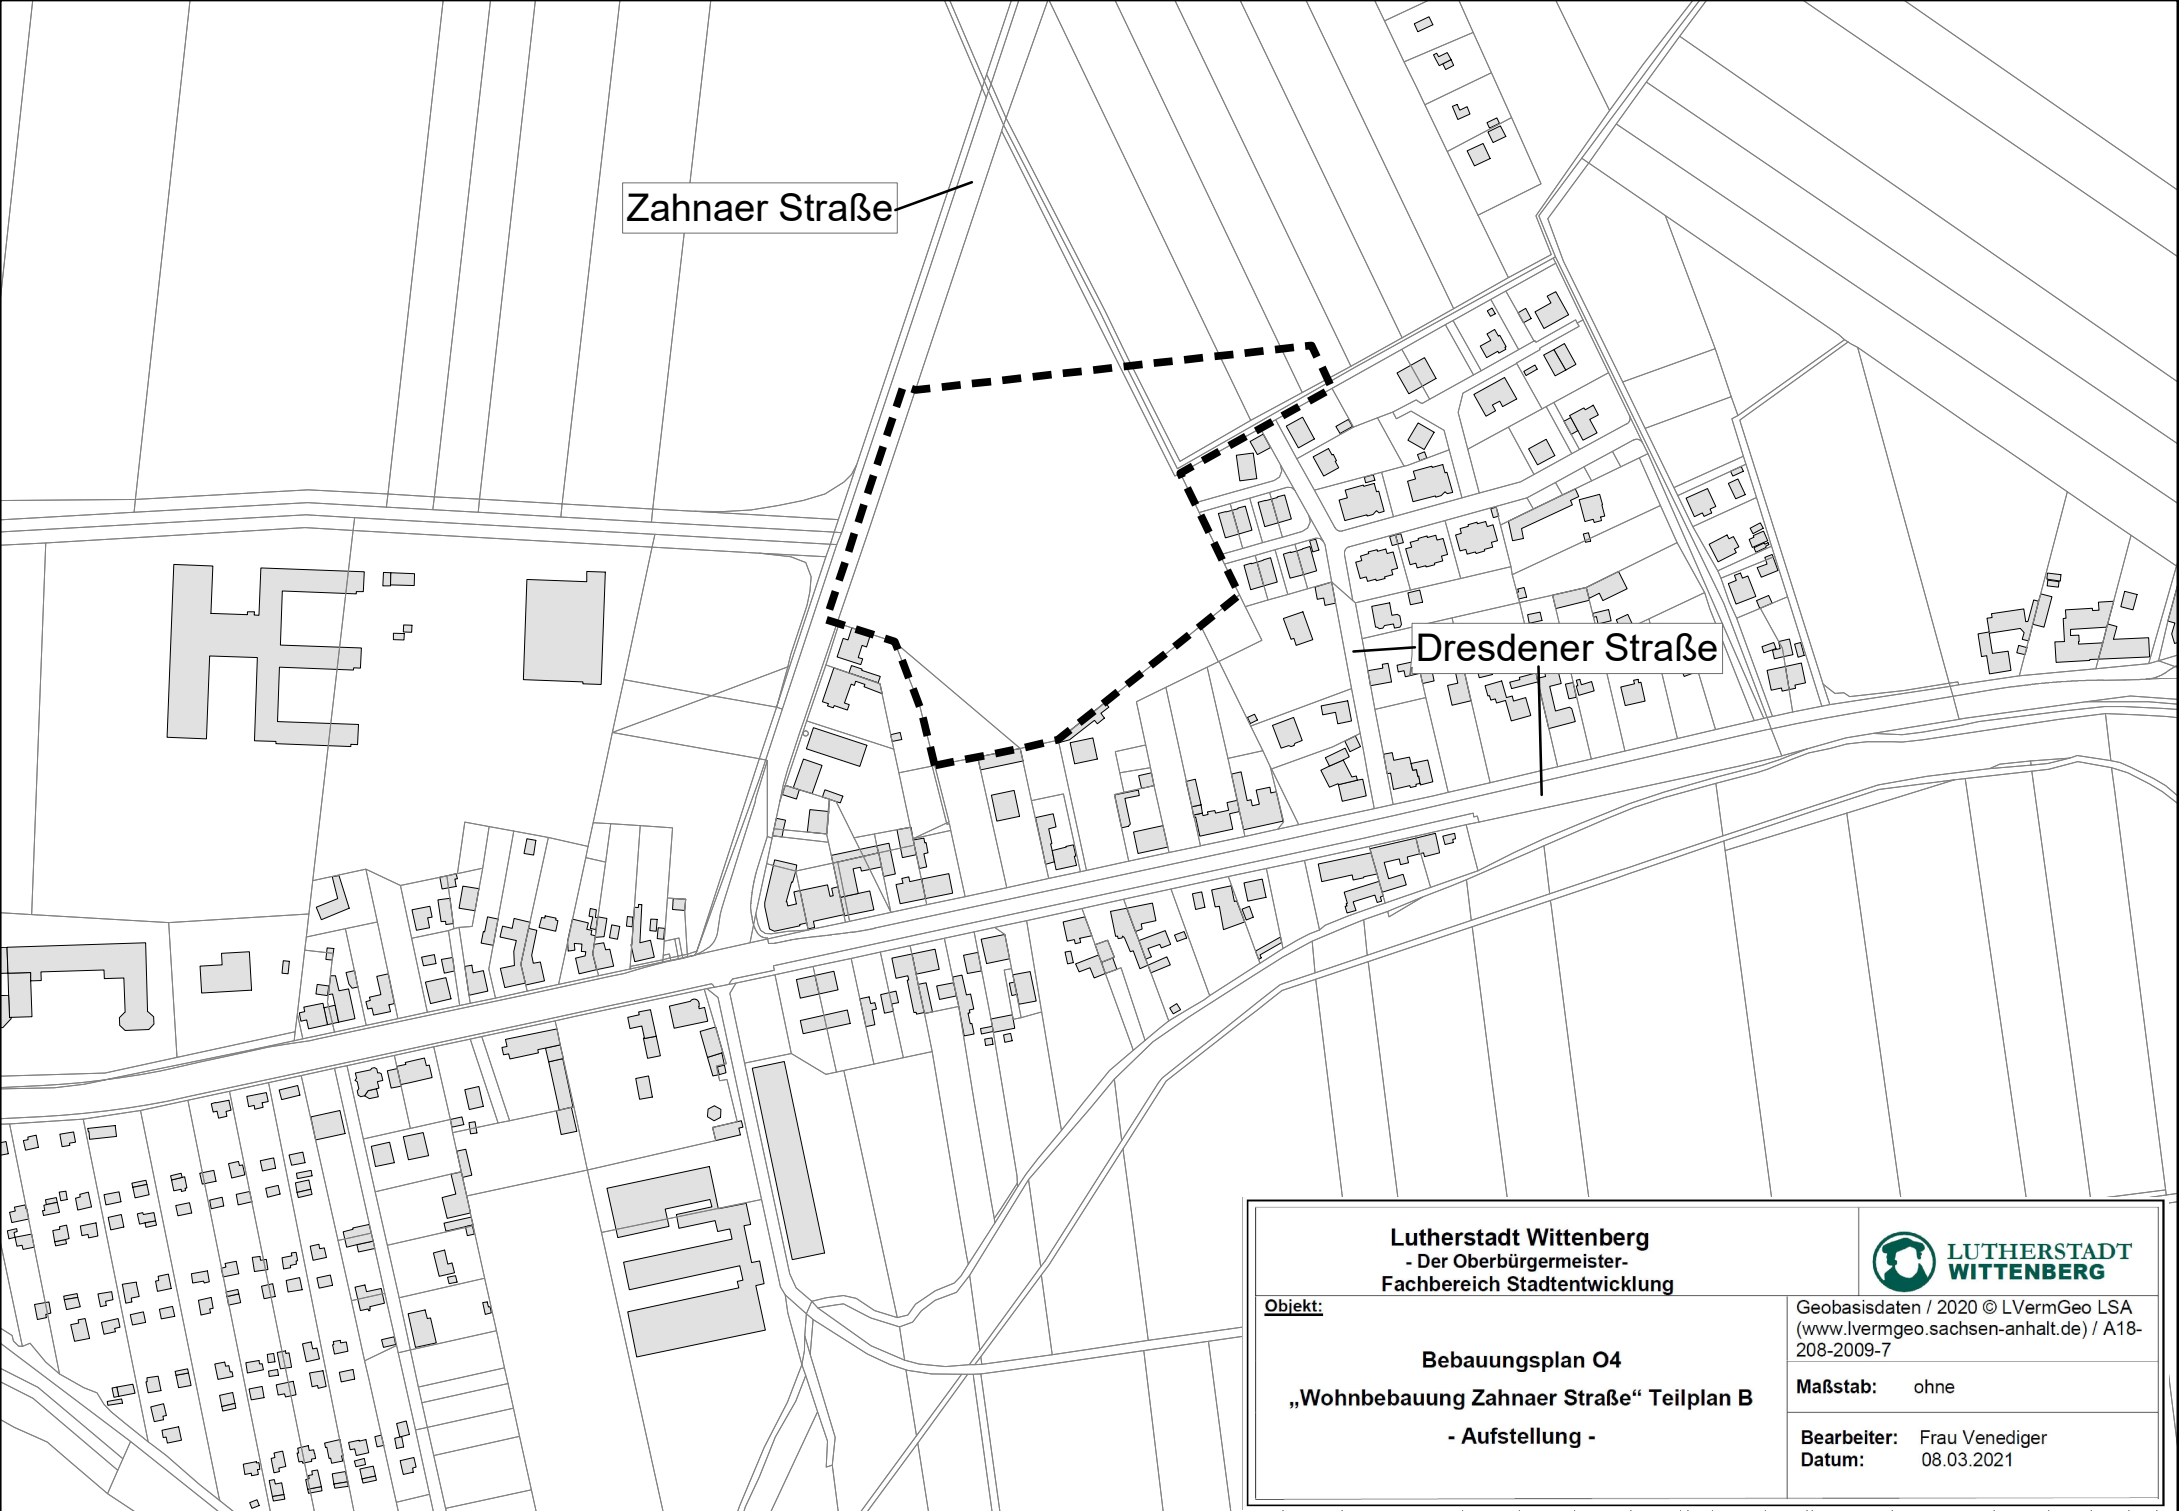 Zahnaer Straße
Dresdener Straße
Lutherstadt Wittenberg
- Der Oberbürgermeister-
Fachbereich Stadtentwicklung
LUTHERSTADT
WITTENBERG
Objekt:
Bebauungsplan O4
„Wohnbebauung Zahnaer Straße“ Teilplan B
- Aufstellung -
Geobasisdaten / 2020 © LVermGeo LSA
(www.lvermgeo.sachsen-anhalt.de) / A18-
208-2009-7
Maßstab: ohne
Bearbeiter: Frau Venediger
Datum: 08.03.2021